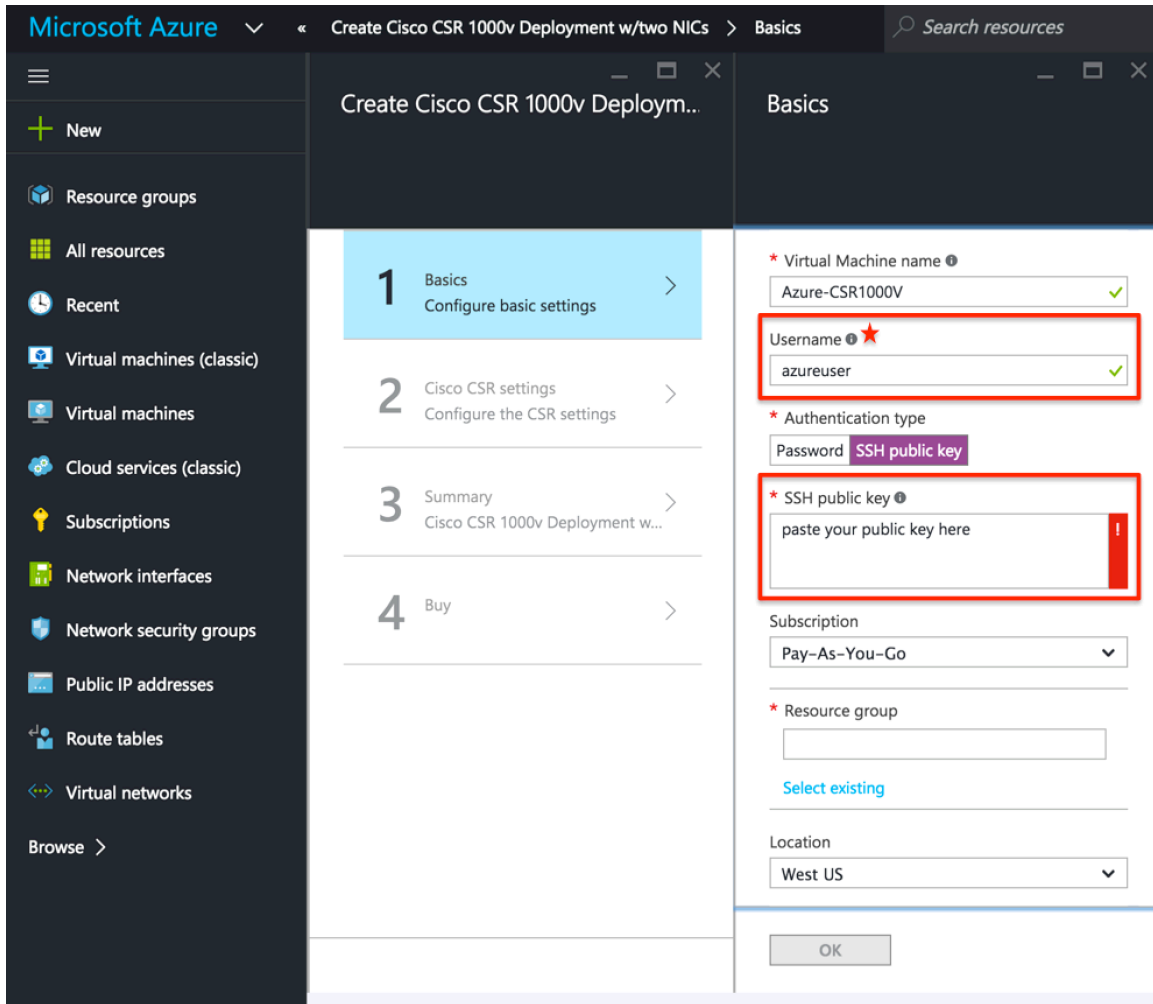 Microsoft Azure
« Create Cisco CSR 1000v Deployment w/two NICs > Basics
Search resources
New
Resource groups
All resources
Recent
Virtual machines (classic)
Virtual machines
Cloud services (classic)
Subscriptions
Network interfaces
Network security groups
Public IP addresses
Route tables
Virtual networks
Browse >
Create Cisco CSR 1000v Deploym...
1 Basics
Configure basic settings
2 Cisco CSR settings
Configure the CSR settings
3 Summary
Cisco CSR 1000v Deployment w...
4 Buy
Basics
* Virtual Machine name
Azure-CSR1000V
Username
azureuser
* Authentication type
Password SSH public key
* SSH public key
paste your public key here
!
Subscription
Pay-As-You-Go
* Resource group
Select existing
Location
West US
OK